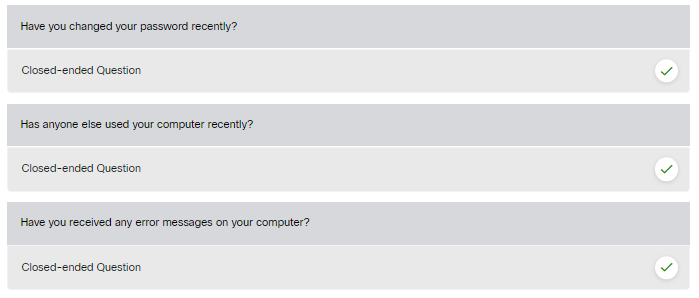 Have you changed your password recently?
Closed-ended Question
Has anyone else used your computer recently?
Closed-ended Question
Have you received any error messages on your computer?
Closed-ended Question